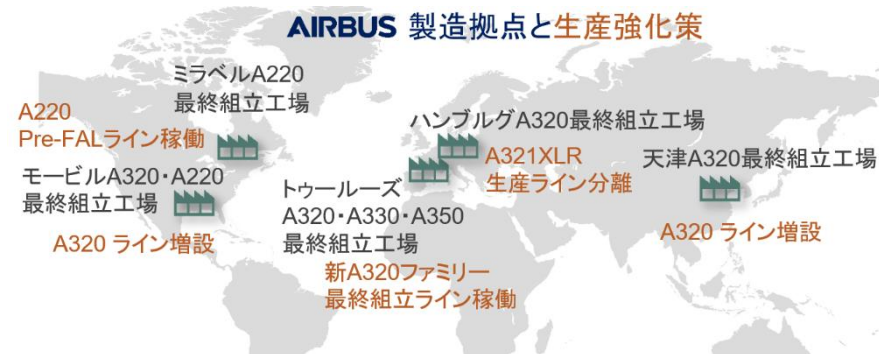 AIRBUS 製造拠点と生産強化策
ミラベルA220
最終組立工場
A220
Pre-FALライン稼働
モービルA320・A220
最終組立工場
A320 ライン増設
ハンブルグA320最終組立工場
A321XLR
生産ライン分離
トゥールーズ
A320・A330・A350
最終組立工場
新A320ファミリー
最終組立ライン稼働
天津A320最終組立工場
A320 ライン増設